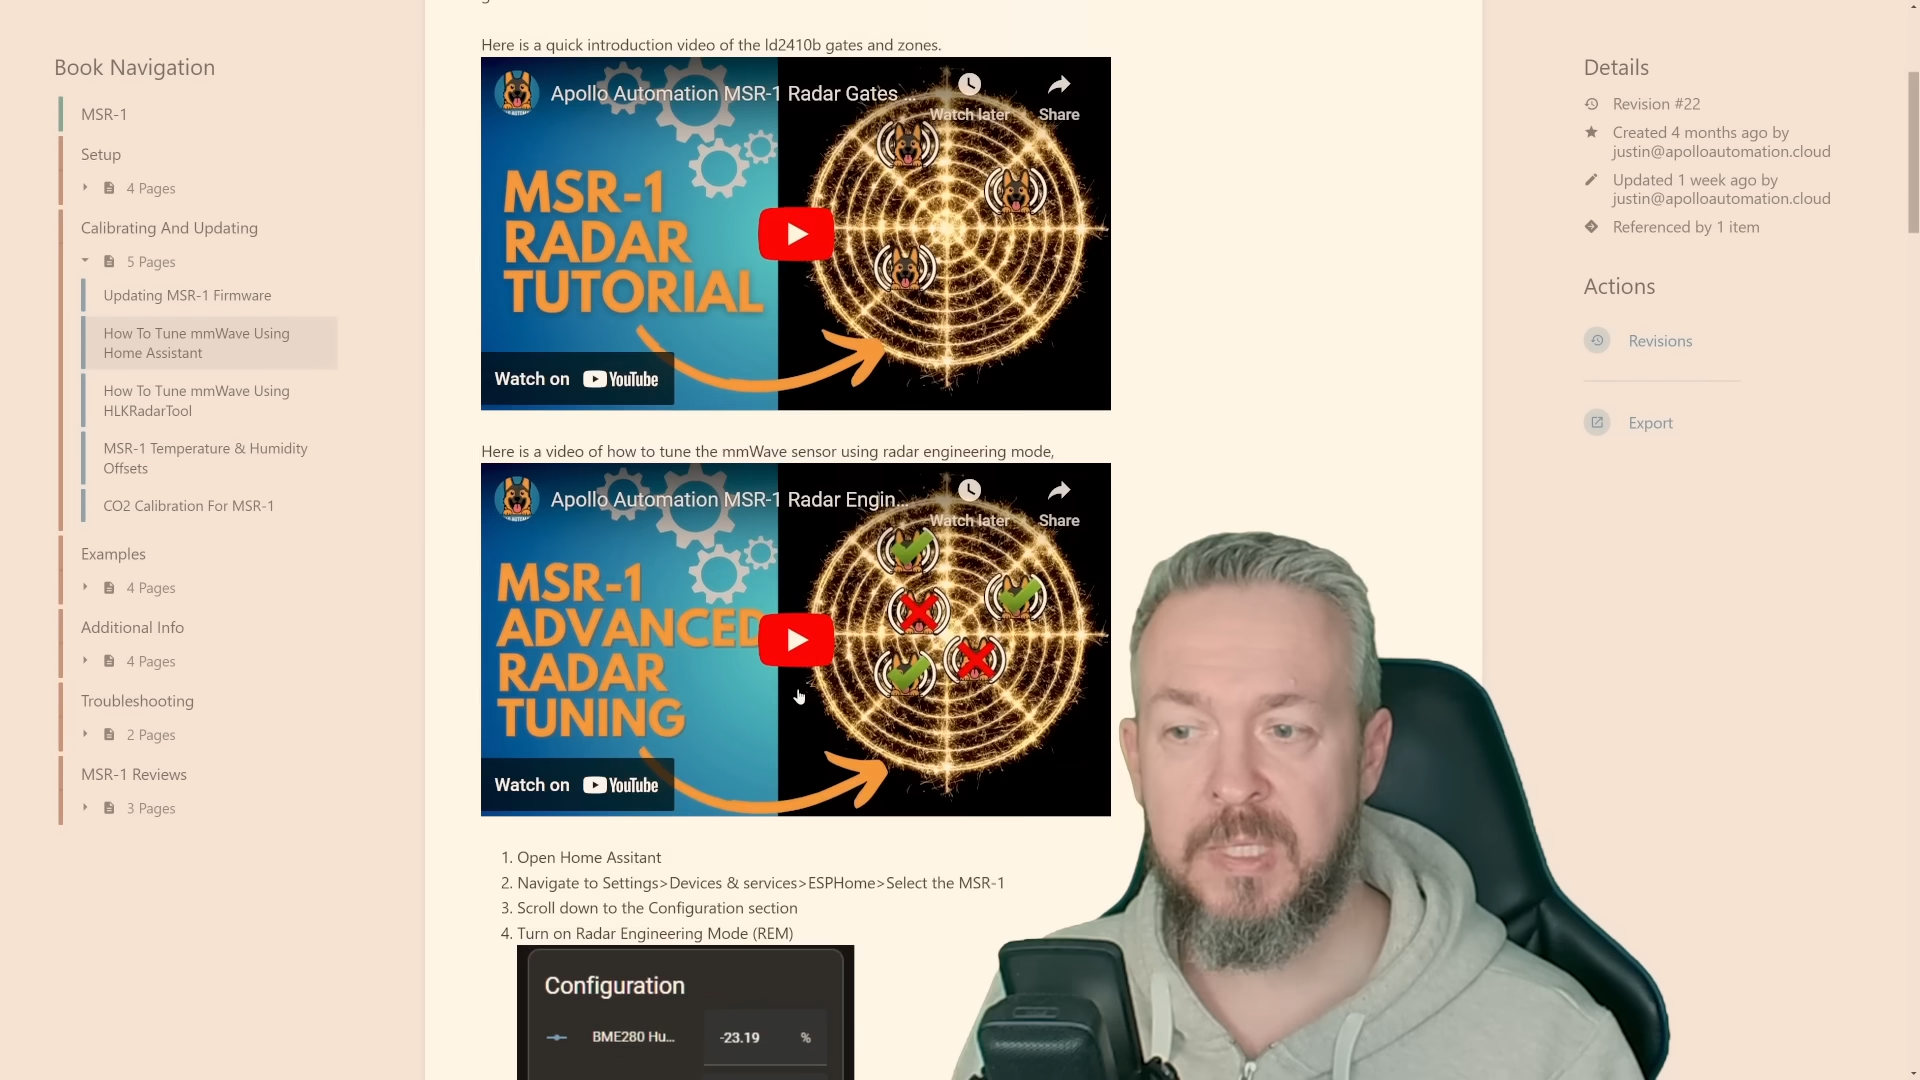 Book Navigation
MSR-1
Setup
4 Pages
Calibrating And Updating
5 Pages
Updating MSR-1 Firmware
How To Tune mmWave Using
Home Assistant
How To Tune mmWave Using
HLKRadarTool
MSR-1 Temperature & Humidity
Offsets
CO2 Calibration For MSR-1
Examples
4 Pages
Additional Info
4 Pages
Troubleshooting
2 Pages
MSR-1 Reviews
3 Pages
Here is a quick introduction video of the ld2410b gates and zones.
Apollo Automation MSR-1 Radar Gates ...
Watch later
Share
MSR-1
RADAR
TUTORIAL
Watch on YouTube
Here is a video of how to tune the mmWave sensor using radar engineering mode,
Apollo Automation MSR-1 Radar Engin...
Watch later
Share
MSR-1
ADVANCED
RADAR
TUNING
Watch on YouTube
1. Open Home Assitant
2. Navigate to Settings>Devices & services>ESPHome>Select the MSR-1
3. Scroll down to the Configuration section
4. Turn on Radar Engineering Mode (REM)
Configuration
BME280 Hu... -23.19 %
Details
Revision #22
Created 4 months ago by
justin@apolloautomation.cloud
Updated 1 week ago by
justin@apolloautomation.cloud
Referenced by 1 item
Actions
Revisions
Export